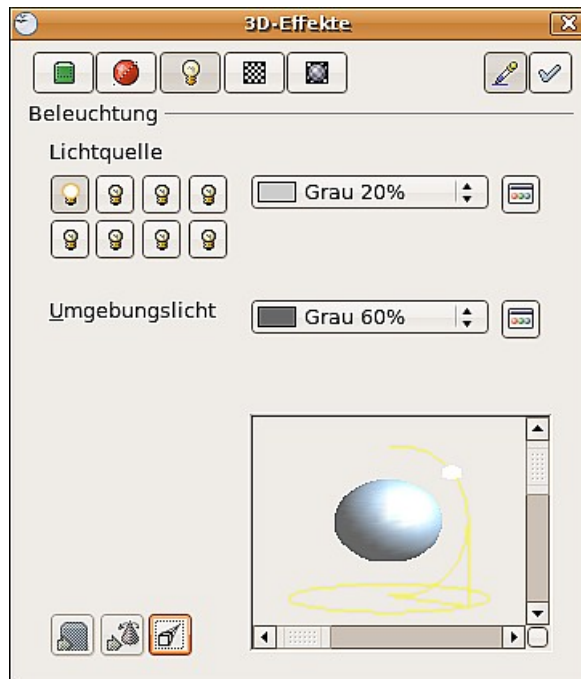 3D-Effekte
Beleuchtung
Lichtquelle
Grau 20%
Umgebungslicht
Grau 60%